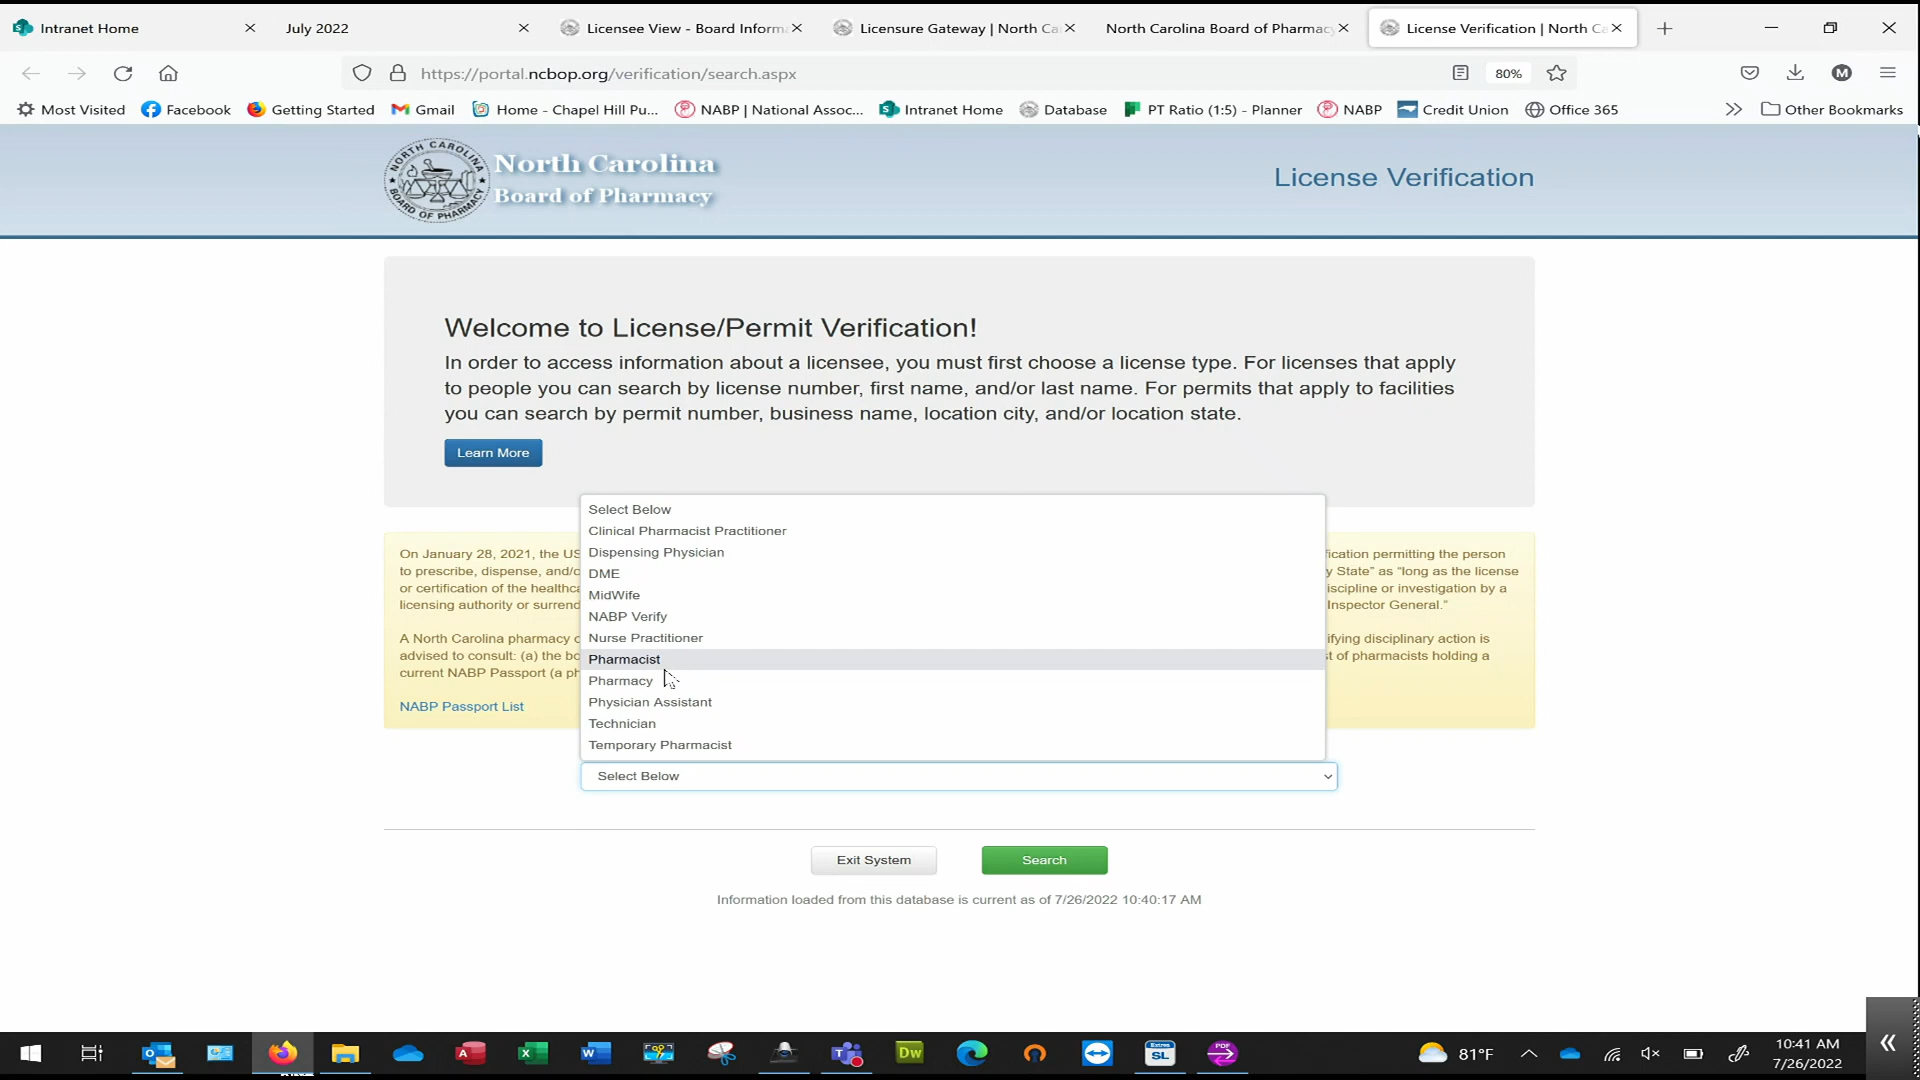 Intranet Home
July 2022
Licensee View - Board Informa
Licensure Gateway | North Ca
North Carolina Board of Pharmacy
License Verification | North Ca
https://portal.ncbop.org/verification/search.aspx
80%
M
Most Visited
Facebook
Getting Started
Gmail
Home - Chapel Hill Pu...
NABP | National Assoc...
Intranet Home
Database
PT Ratio (1:5) - Planner
NABP
Credit Union
Office 365
Other Bookmarks
NORTH CAROLINA
BOARD OF PHARMACY
North Carolina
Board of Pharmacy
License Verification
Welcome to License/Permit Verification!
In order to access information about a licensee, you must first choose a license type. For licenses that apply
to people you can search by license number, first name, and/or last name. For permits that apply to facilities
you can search by permit number, business name, location city, and/or location state.
Learn More
On January 28, 2021, the US
to prescribe, dispense, and/o
or certification of the healthca
licensing authority or surrend
A North Carolina pharmacy o
advised to consult: (a) the bo
current NABP Passport (a ph
NABP Passport List
fication permitting the person
y State” as “long as the license
iscipline or investigation by a
Inspector General.”
ifying disciplinary action is
t of pharmacists holding a
Select Below
Clinical Pharmacist Practitioner
Dispensing Physician
DME
MidWife
NABP Verify
Nurse Practitioner
Pharmacist
Pharmacy
Physician Assistant
Technician
Temporary Pharmacist
Select Below
Exit System
Search
Information loaded from this database is current as of 7/26/2022 10:40:17 AM
Dw
SL
PDF
81°F
10:41 AM
7/26/2022